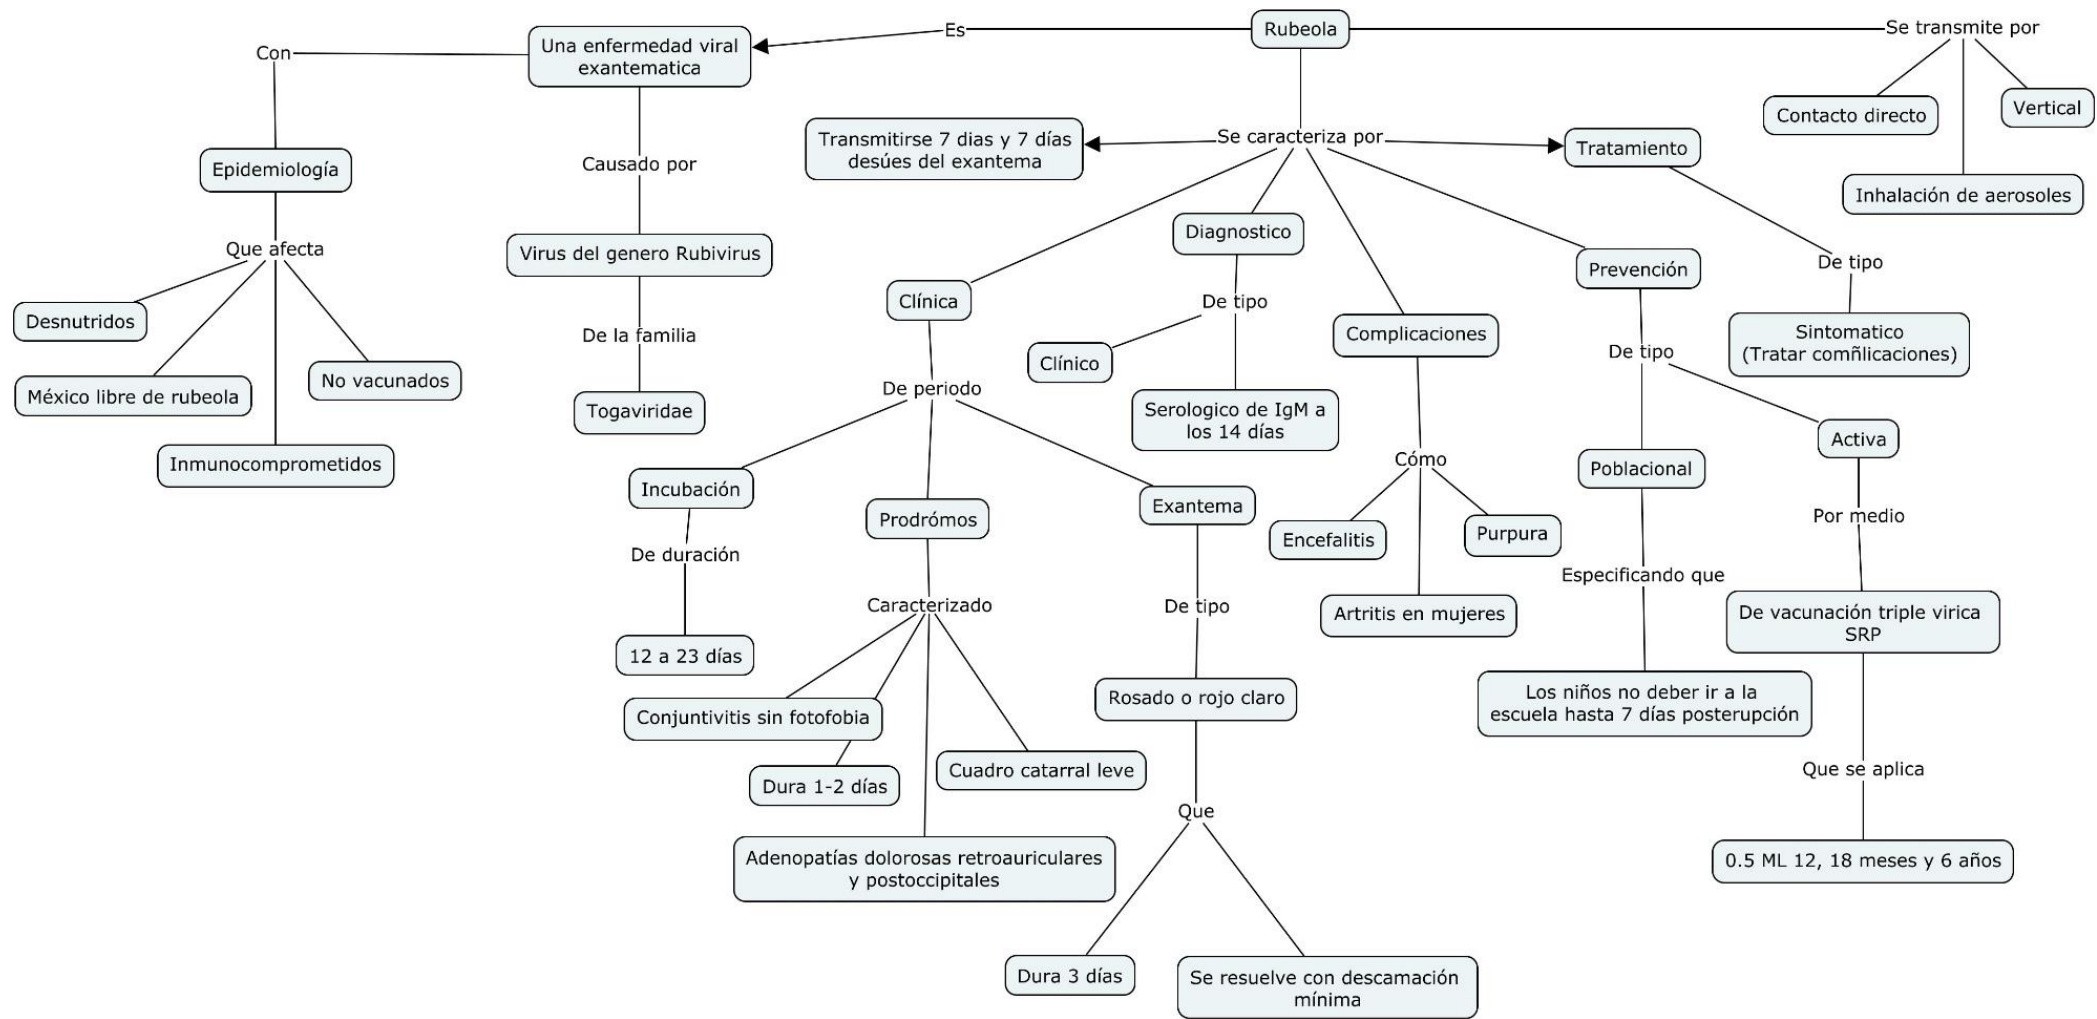 Rubeola
Es
Una enfermedad viral
exantematica
Con
Epidemiología
Que afecta
Desnutridos
México libre de rubeola
Inmunocomprometidos
No vacunados
Causado por
Virus del genero Rubivirus
De la familia
Togaviridae
Se transmite por
Contacto directo
Inhalación de aerosoles
Vertical
Se caracteriza por
Transmitirse 7 dias y 7 días
desúes del exantema
Clínica
De periodo
Incubación
De duración
12 a 23 días
Prodrómos
Caracterizado
Conjuntivitis sin fotofobia
Dura 1-2 días
Adenopatías dolorosas retroauriculares
y postoccipitales
Cuadro catarral leve
Exantema
De tipo
Rosado o rojo claro
Que
Dura 3 días
Se resuelve con descamación
mínima
Diagnostico
De tipo
Clínico
Serologico de IgM a
los 14 días
Complicaciones
Cómo
Encefalitis
Artritis en mujeres
Purpura
Prevención
De tipo
Poblacional
Especificando que
Los niños no deber ir a la
escuela hasta 7 días posterupción
Activa
Por medio
De vacunación triple virica
SRP
Que se aplica
0.5 ML 12, 18 meses y 6 años
Tratamiento
De tipo
Sintomatico
(Tratar comñlicaciones)